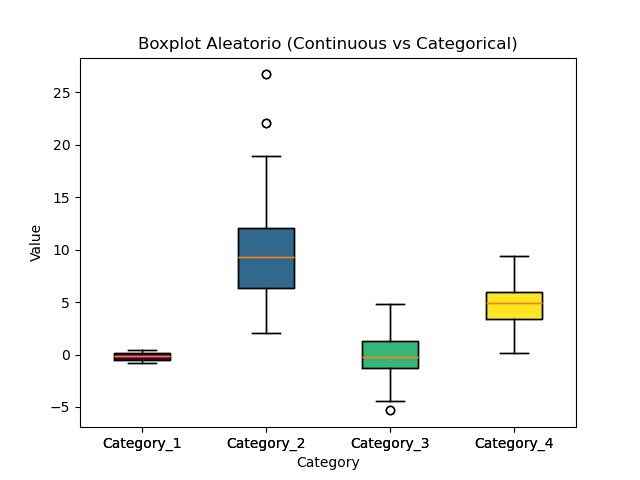 Boxplot Aleatorio (Continuous vs Categorical)
Value
25
20
15
10
5
0
−5
Category_1 Category_2 Category_3 Category_4
Category